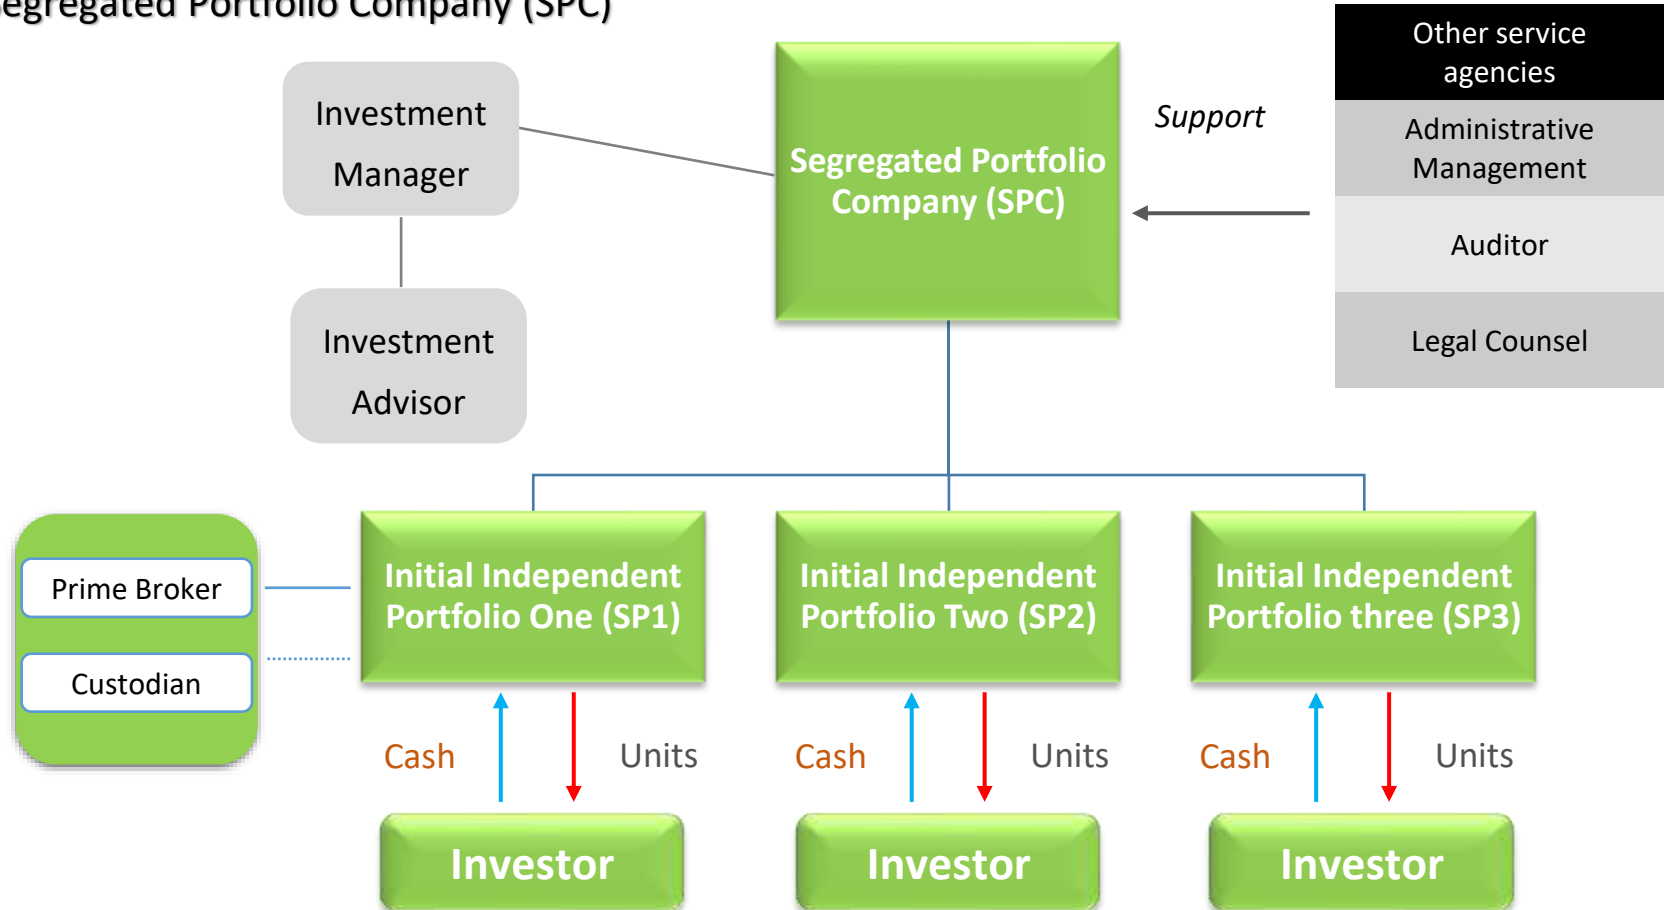 Segregated Portfolio Company (SPC)
Other service
agencies
Administrative
Management
Auditor
Legal Counsel
Support
Investment
Manager
Segregated Portfolio
Company (SPC)
Investment
Advisor
Prime Broker
Custodian
Initial Independent
Portfolio One (SP1)
Initial Independent
Portfolio Two (SP2)
Initial Independent
Portfolio three (SP3)
Cash
Units
Cash
Units
Cash
Units
Investor
Investor
Investor